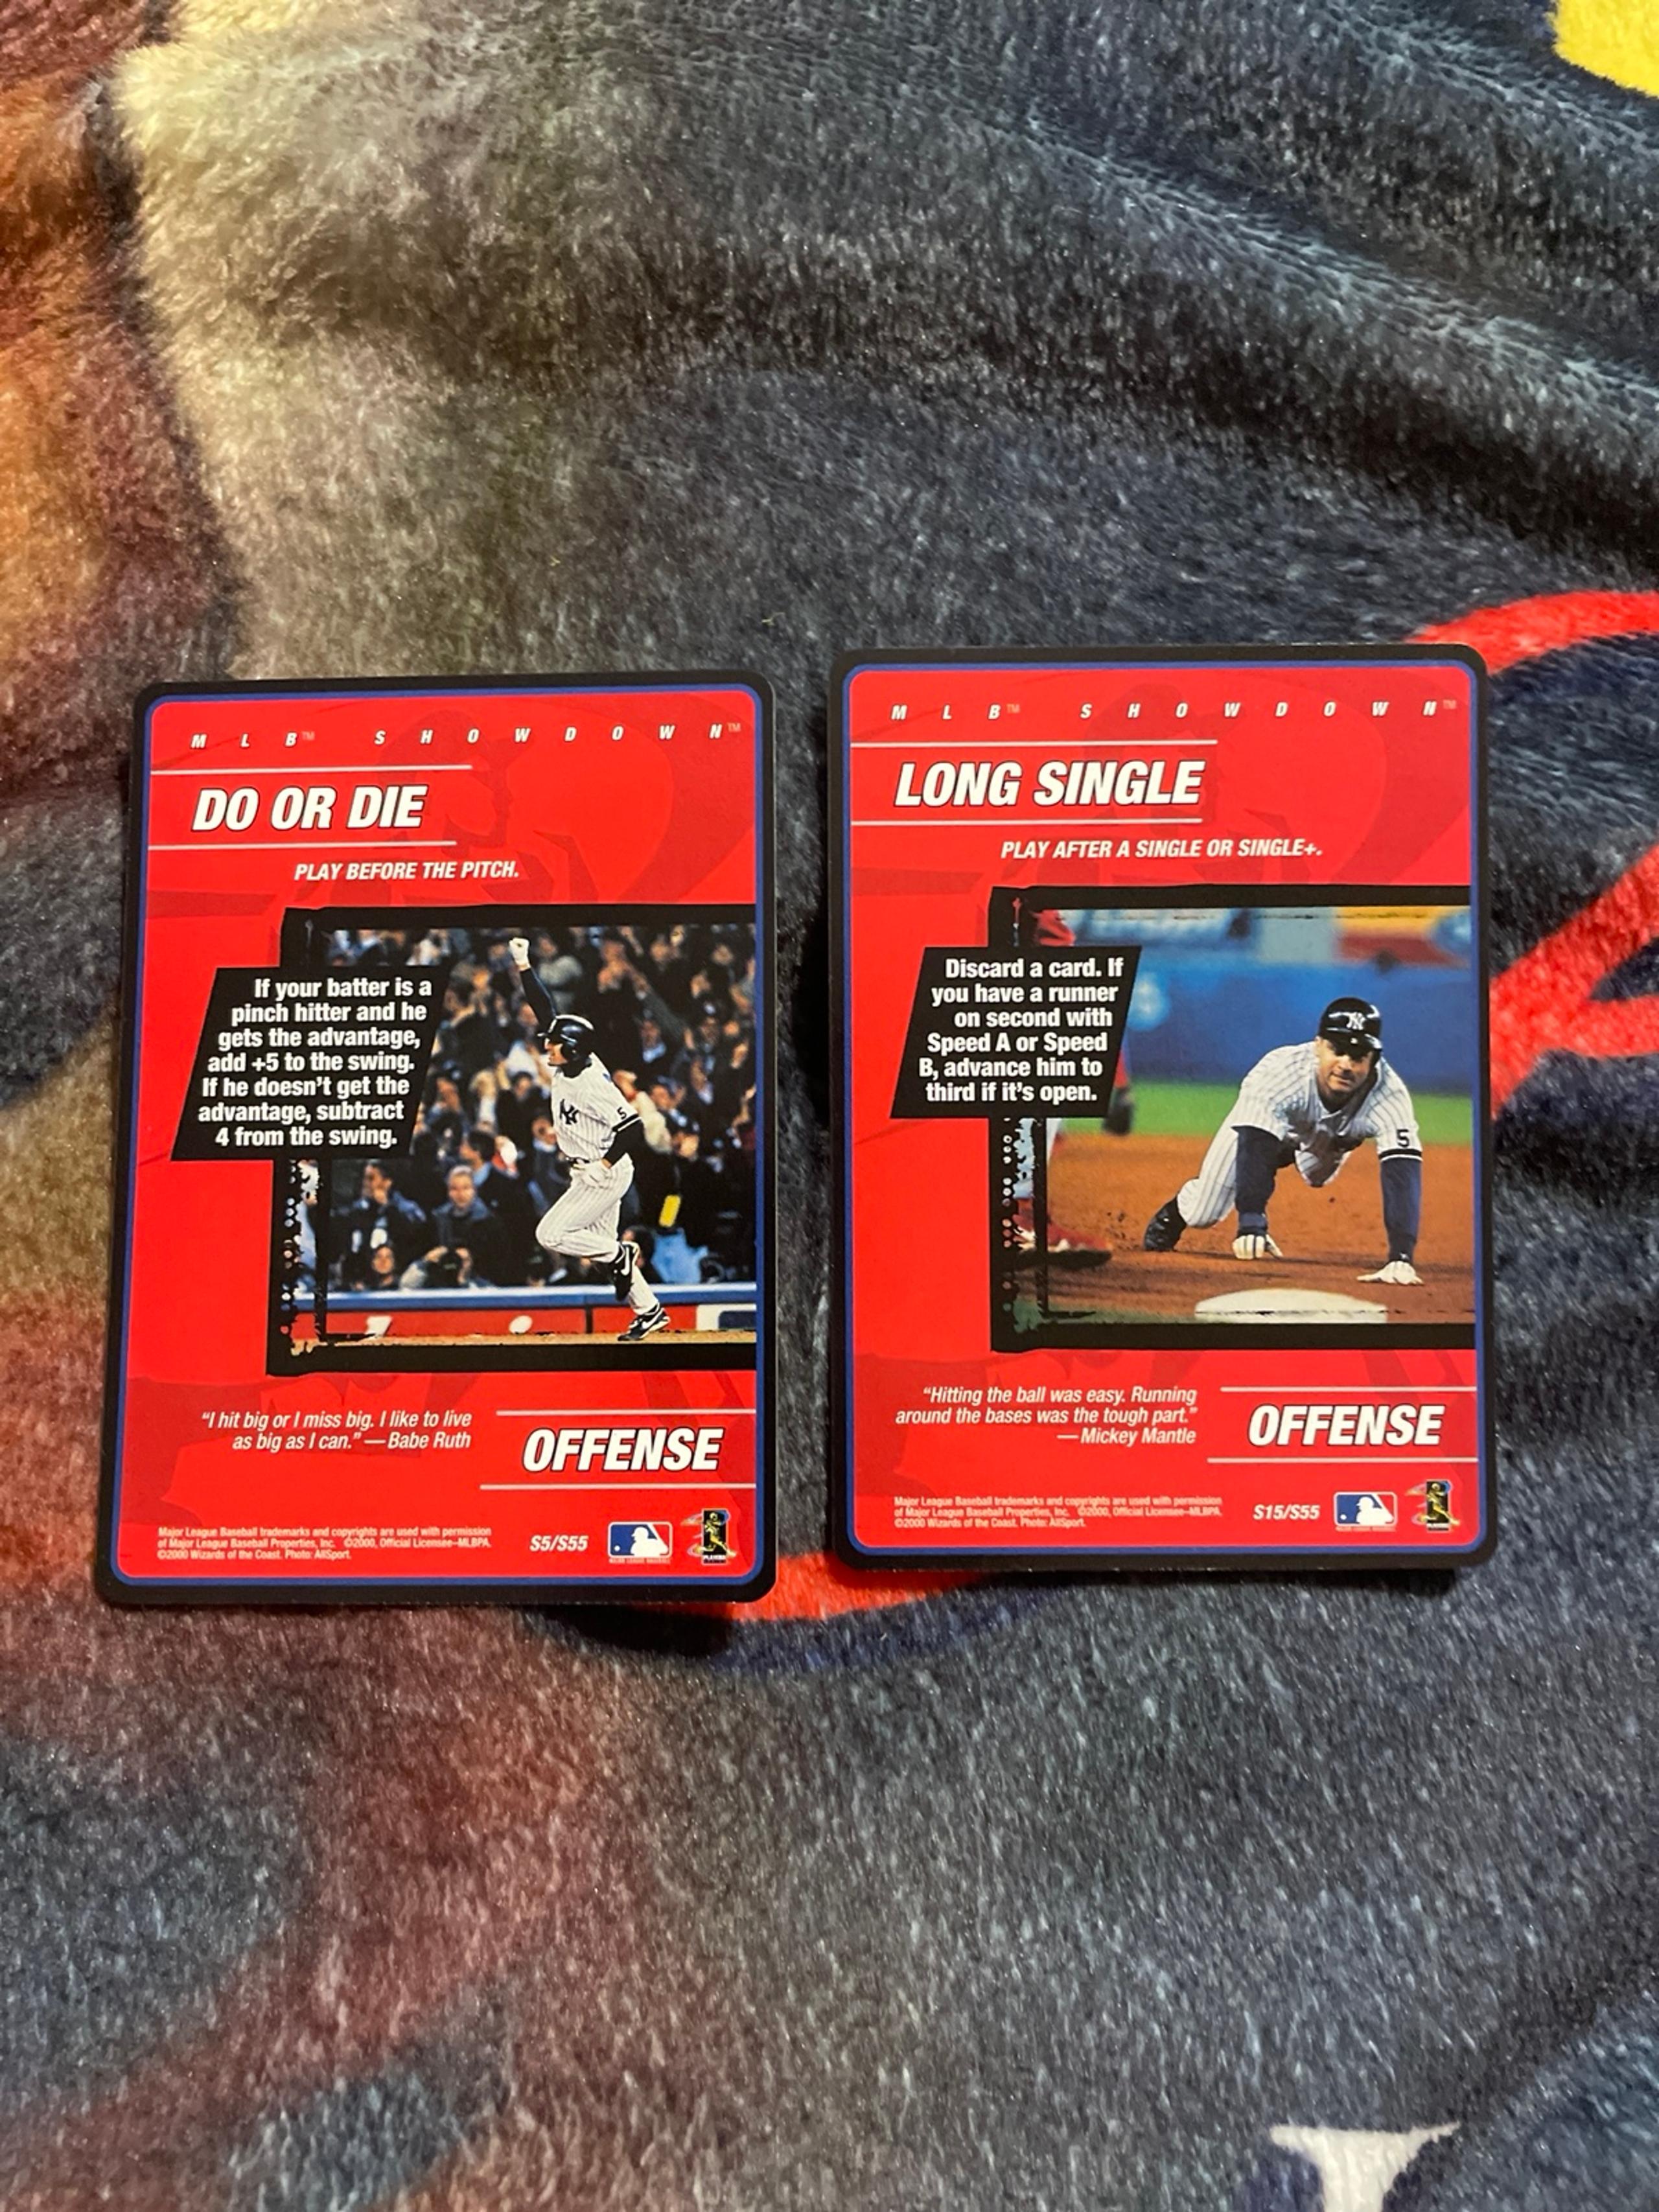 MLB™ SHOWDOWN™
DO OR DIE
PLAY BEFORE THE PITCH.
If your batter is a
pinch hitter and he
gets the advantage,
add +5 to the swing.
If he doesn't get the
advantage, subtract
4 from the swing.
5
"I hit big or I miss big. I like to live
as big as I can." — Babe Ruth
OFFENSE
Major League Baseball trademarks and copyrights are used with permission
of Major League Baseball Properties, Inc. ©2000, Official Licensee–MLBPA.
©2000 Wizards of the Coast. Photo: AllSport.
S5/S55
MLB™ SHOWDOWN™
LONG SINGLE
PLAY AFTER A SINGLE OR SINGLE+.
Discard a card. If
you have a runner
on second with
Speed A or Speed
B, advance him to
third if it's open.
NY
5
"Hitting the ball was easy. Running
around the bases was the tough part."
—Mickey Mantle
OFFENSE
Major League Baseball trademarks and copyrights are used with permission
of Major League Baseball Properties, Inc. ©2000, Official Licensee–MLBPA.
©2000 Wizards of the Coast. Photo: AllSport.
S15/S55